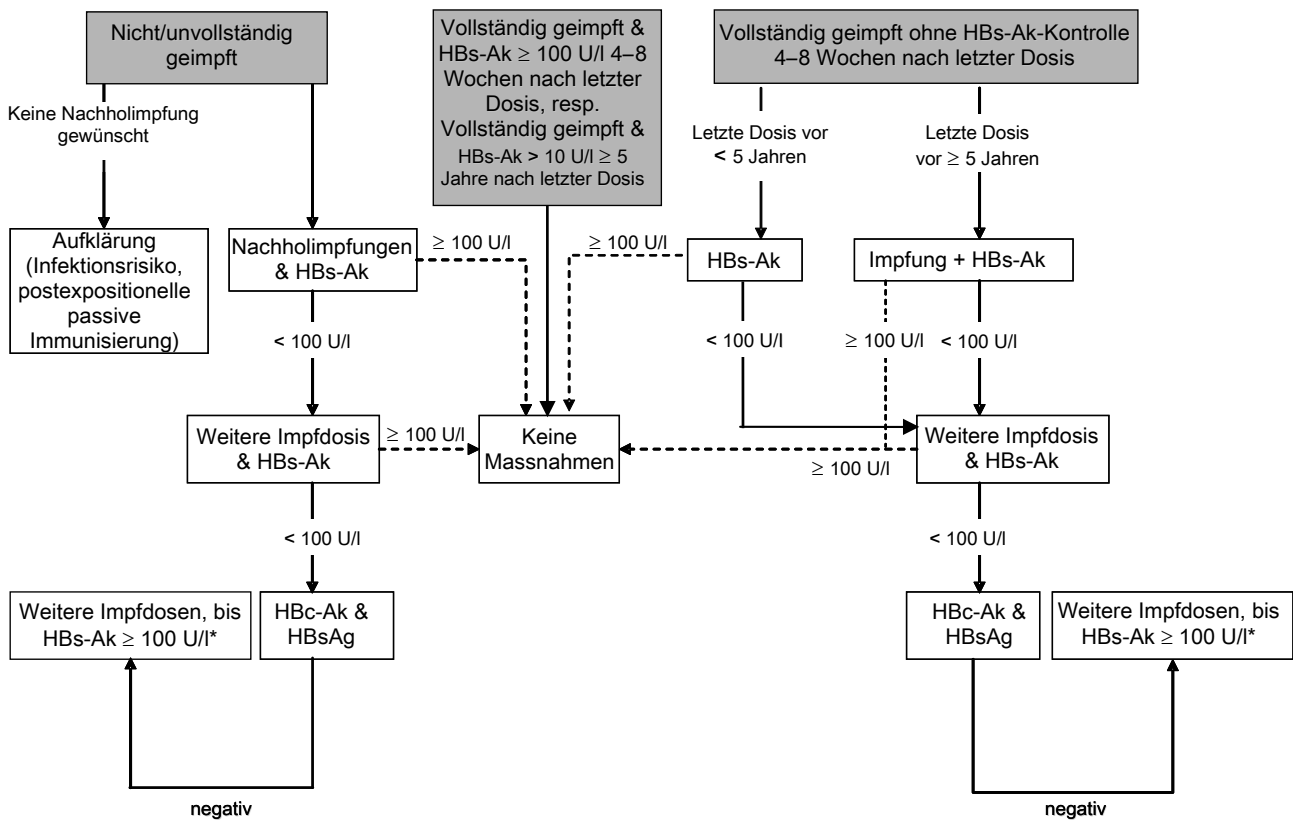 Nicht/unvollständig
geimpft
Vollständig geimpft &
HBs-Ak ≥ 100 U/l 4–8
Wochen nach letzter
Dosis, resp.
Vollständig geimpft &
HBs-Ak > 10 U/l ≥ 5
Jahre nach letzter Dosis
Vollständig geimpft ohne HBs-Ak-Kontrolle
4–8 Wochen nach letzter Dosis
Keine Nachholimpfung
gewünscht
Letzte Dosis vor
< 5 Jahren
Letzte Dosis
vor ≥ 5 Jahren
Aufklärung
(Infektionsrisiko,
postexpositionelle
passive
Immunisierung)
Nachholimpfungen
& HBs-Ak
≥ 100 U/l
≥ 100 U/l
HBs-Ak
Impfung + HBs-Ak
< 100 U/l
< 100 U/l
≥ 100 U/l
< 100 U/l
Weitere Impfdosis
& HBs-Ak
≥ 100 U/l
Keine
Massnahmen
≥ 100 U/l
Weitere Impfdosis
& HBs-Ak
< 100 U/l
< 100 U/l
Weitere Impfdosen, bis
HBs-Ak ≥ 100 U/l*
HBc-Ak &
HBsAg
HBc-Ak &
HBsAg
Weitere Impfdosen, bis
HBs-Ak ≥ 100 U/l*
negativ
negativ